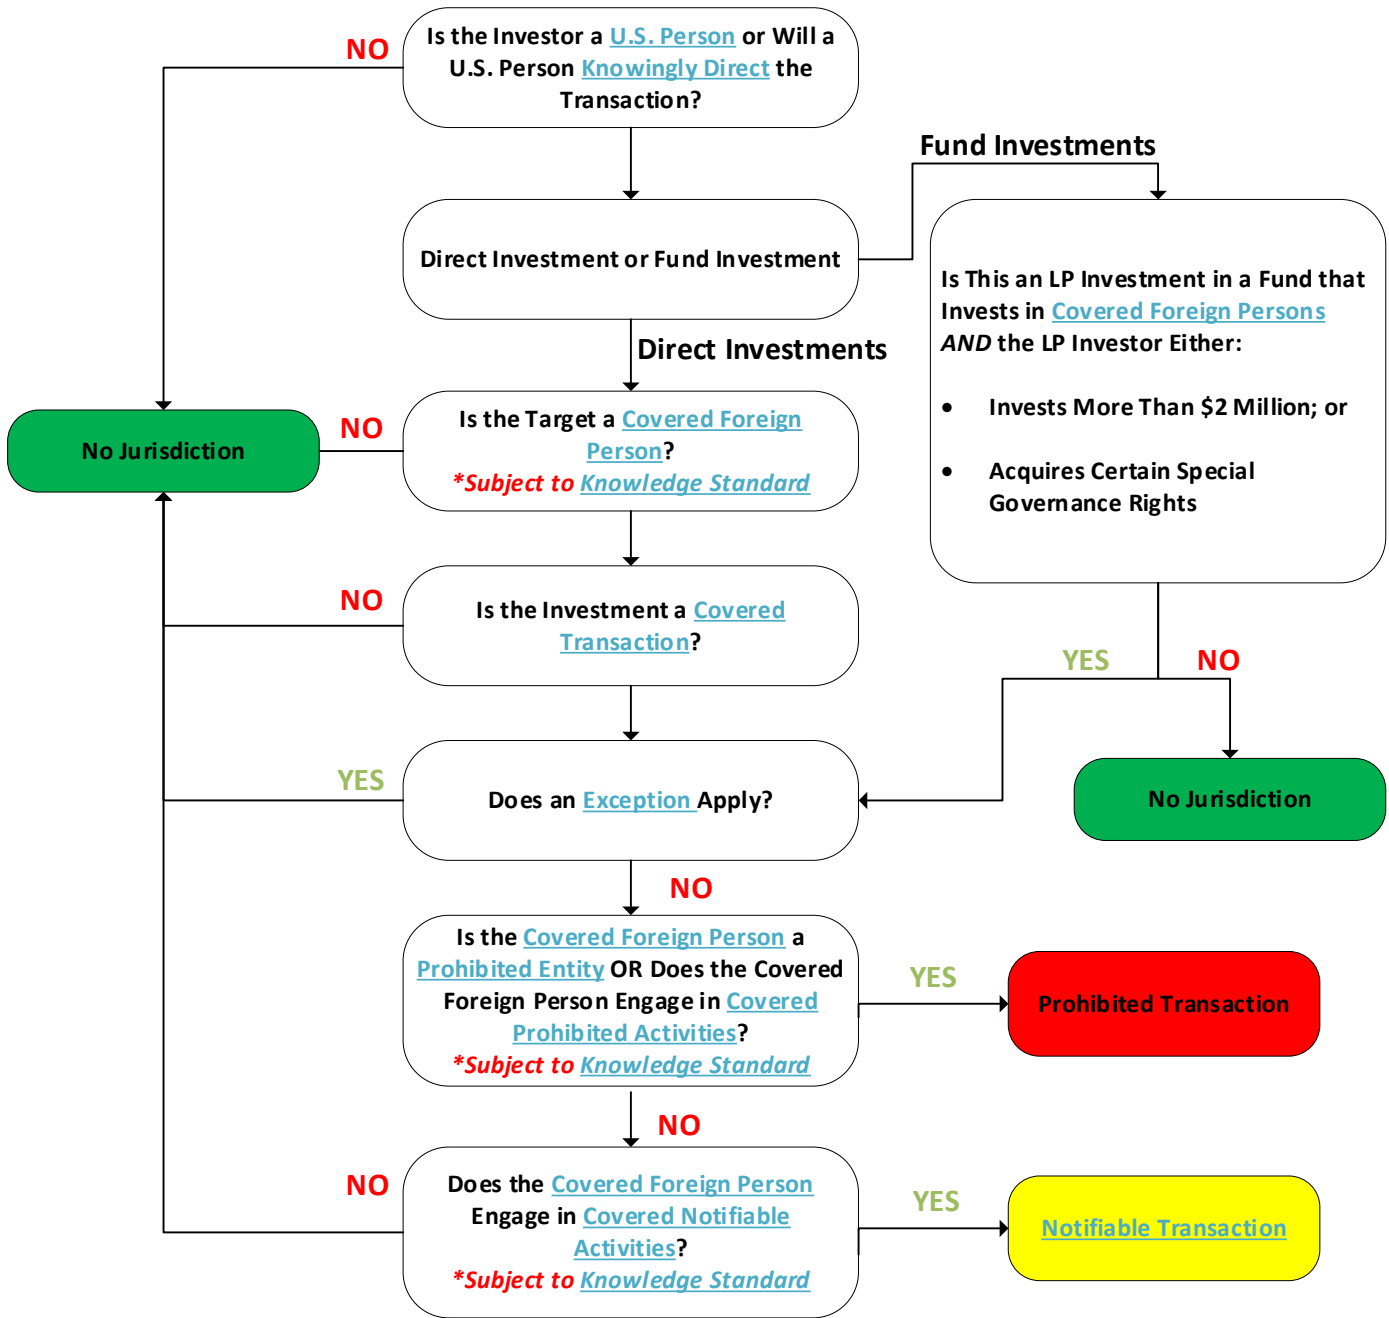 NO
Is the Investor a U.S. Person or Will a
U.S. Person Knowingly Direct the
Transaction?
Fund Investments
Direct Investment or Fund Investment
Is This an LP Investment in a Fund that
Invests in Covered Foreign Persons
AND the LP Investor Either:
• Invests More Than $2 Million; or
• Acquires Certain Special
Governance Rights
Direct Investments
No Jurisdiction
NO
Is the Target a Covered Foreign
Person?
*Subject to Knowledge Standard
NO
Is the Investment a Covered
Transaction?
YES
NO
YES
Does an Exception Apply?
No Jurisdiction
NO
Is the Covered Foreign Person a
Prohibited Entity OR Does the Covered
Foreign Person Engage in Covered
Prohibited Activities?
*Subject to Knowledge Standard
YES
Prohibited Transaction
NO
NO
Does the Covered Foreign Person
Engage in Covered Notifiable
Activities?
*Subject to Knowledge Standard
YES
Notifiable Transaction